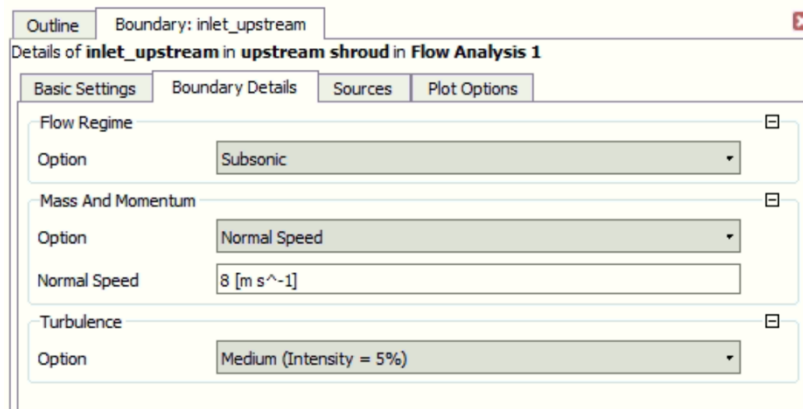 Outline Boundary: inlet_upstream
Details of inlet_upstream in upstream shroud in Flow Analysis 1
Basic Settings Boundary Details Sources Plot Options
Flow Regime
Option Subsonic
Mass And Momentum
Option Normal Speed
Normal Speed 8 [m s^-1]
Turbulence
Option Medium (Intensity = 5%)